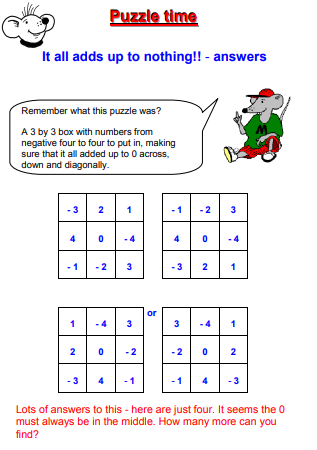 Puzzle time
It all adds up to nothing!! - answers
Remember what this puzzle was?
A 3 by 3 box with numbers from
negative four to four to put in, making
sure that it all added up to 0 across,
down and diagonally.
M
- 3 2 1 - 1 - 2 3
4 0 - 4 4 0 - 4
- 1 - 2 3 - 3 2 1
or
1 - 4 3 3 - 4 1
2 0 - 2 - 2 0 2
- 3 4 - 1 - 1 4 - 3
Lots of answers to this - here are just four. It seems the 0
must always be in the middle. How many more can you
find?